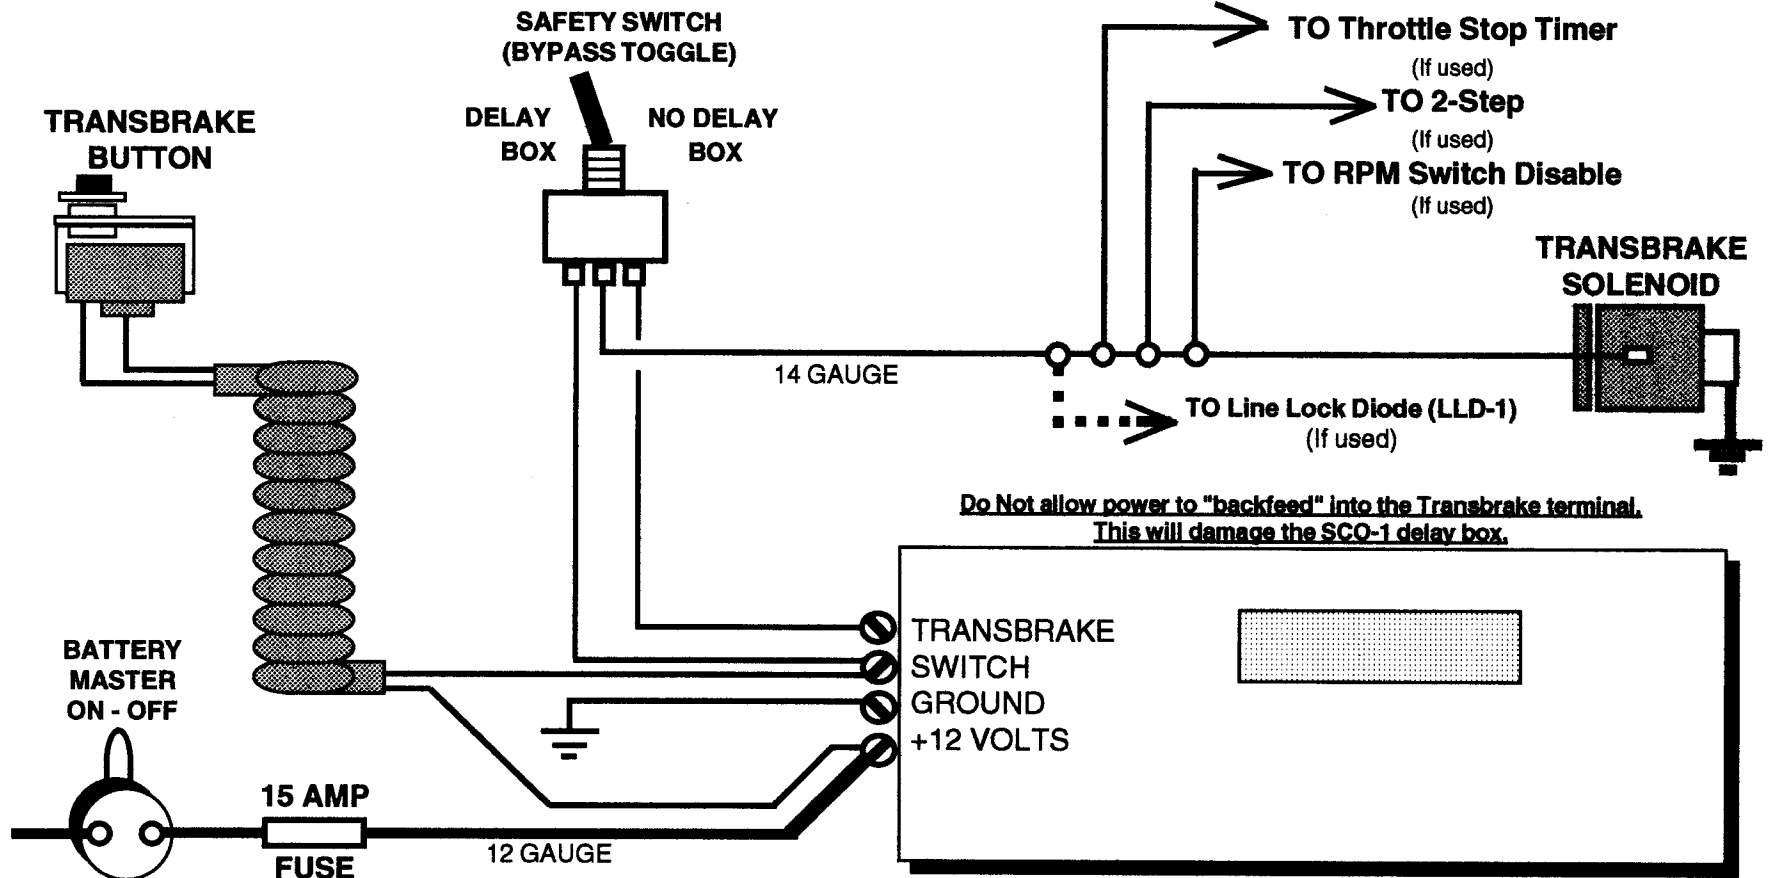 SAFETY SWITCH
(BYPASS TOGGLE)
DELAY
BOX
NO DELAY
BOX
TRANSBRAKE
BUTTON
TO Throttle Stop Timer
(If used)
TO 2-Step
(If used)
TO RPM Switch Disable
(If used)
TRANSBRAKE
SOLENOID
14 GAUGE
TO Line Lock Diode (LLD-1)
(If used)
Do Not allow power to "backfeed" into the Transbrake terminal.
This will damage the SCO-1 delay box.
TRANSBRAKE
SWITCH
GROUND
+12 VOLTS
BATTERY
MASTER
ON - OFF
15 AMP
FUSE
12 GAUGE